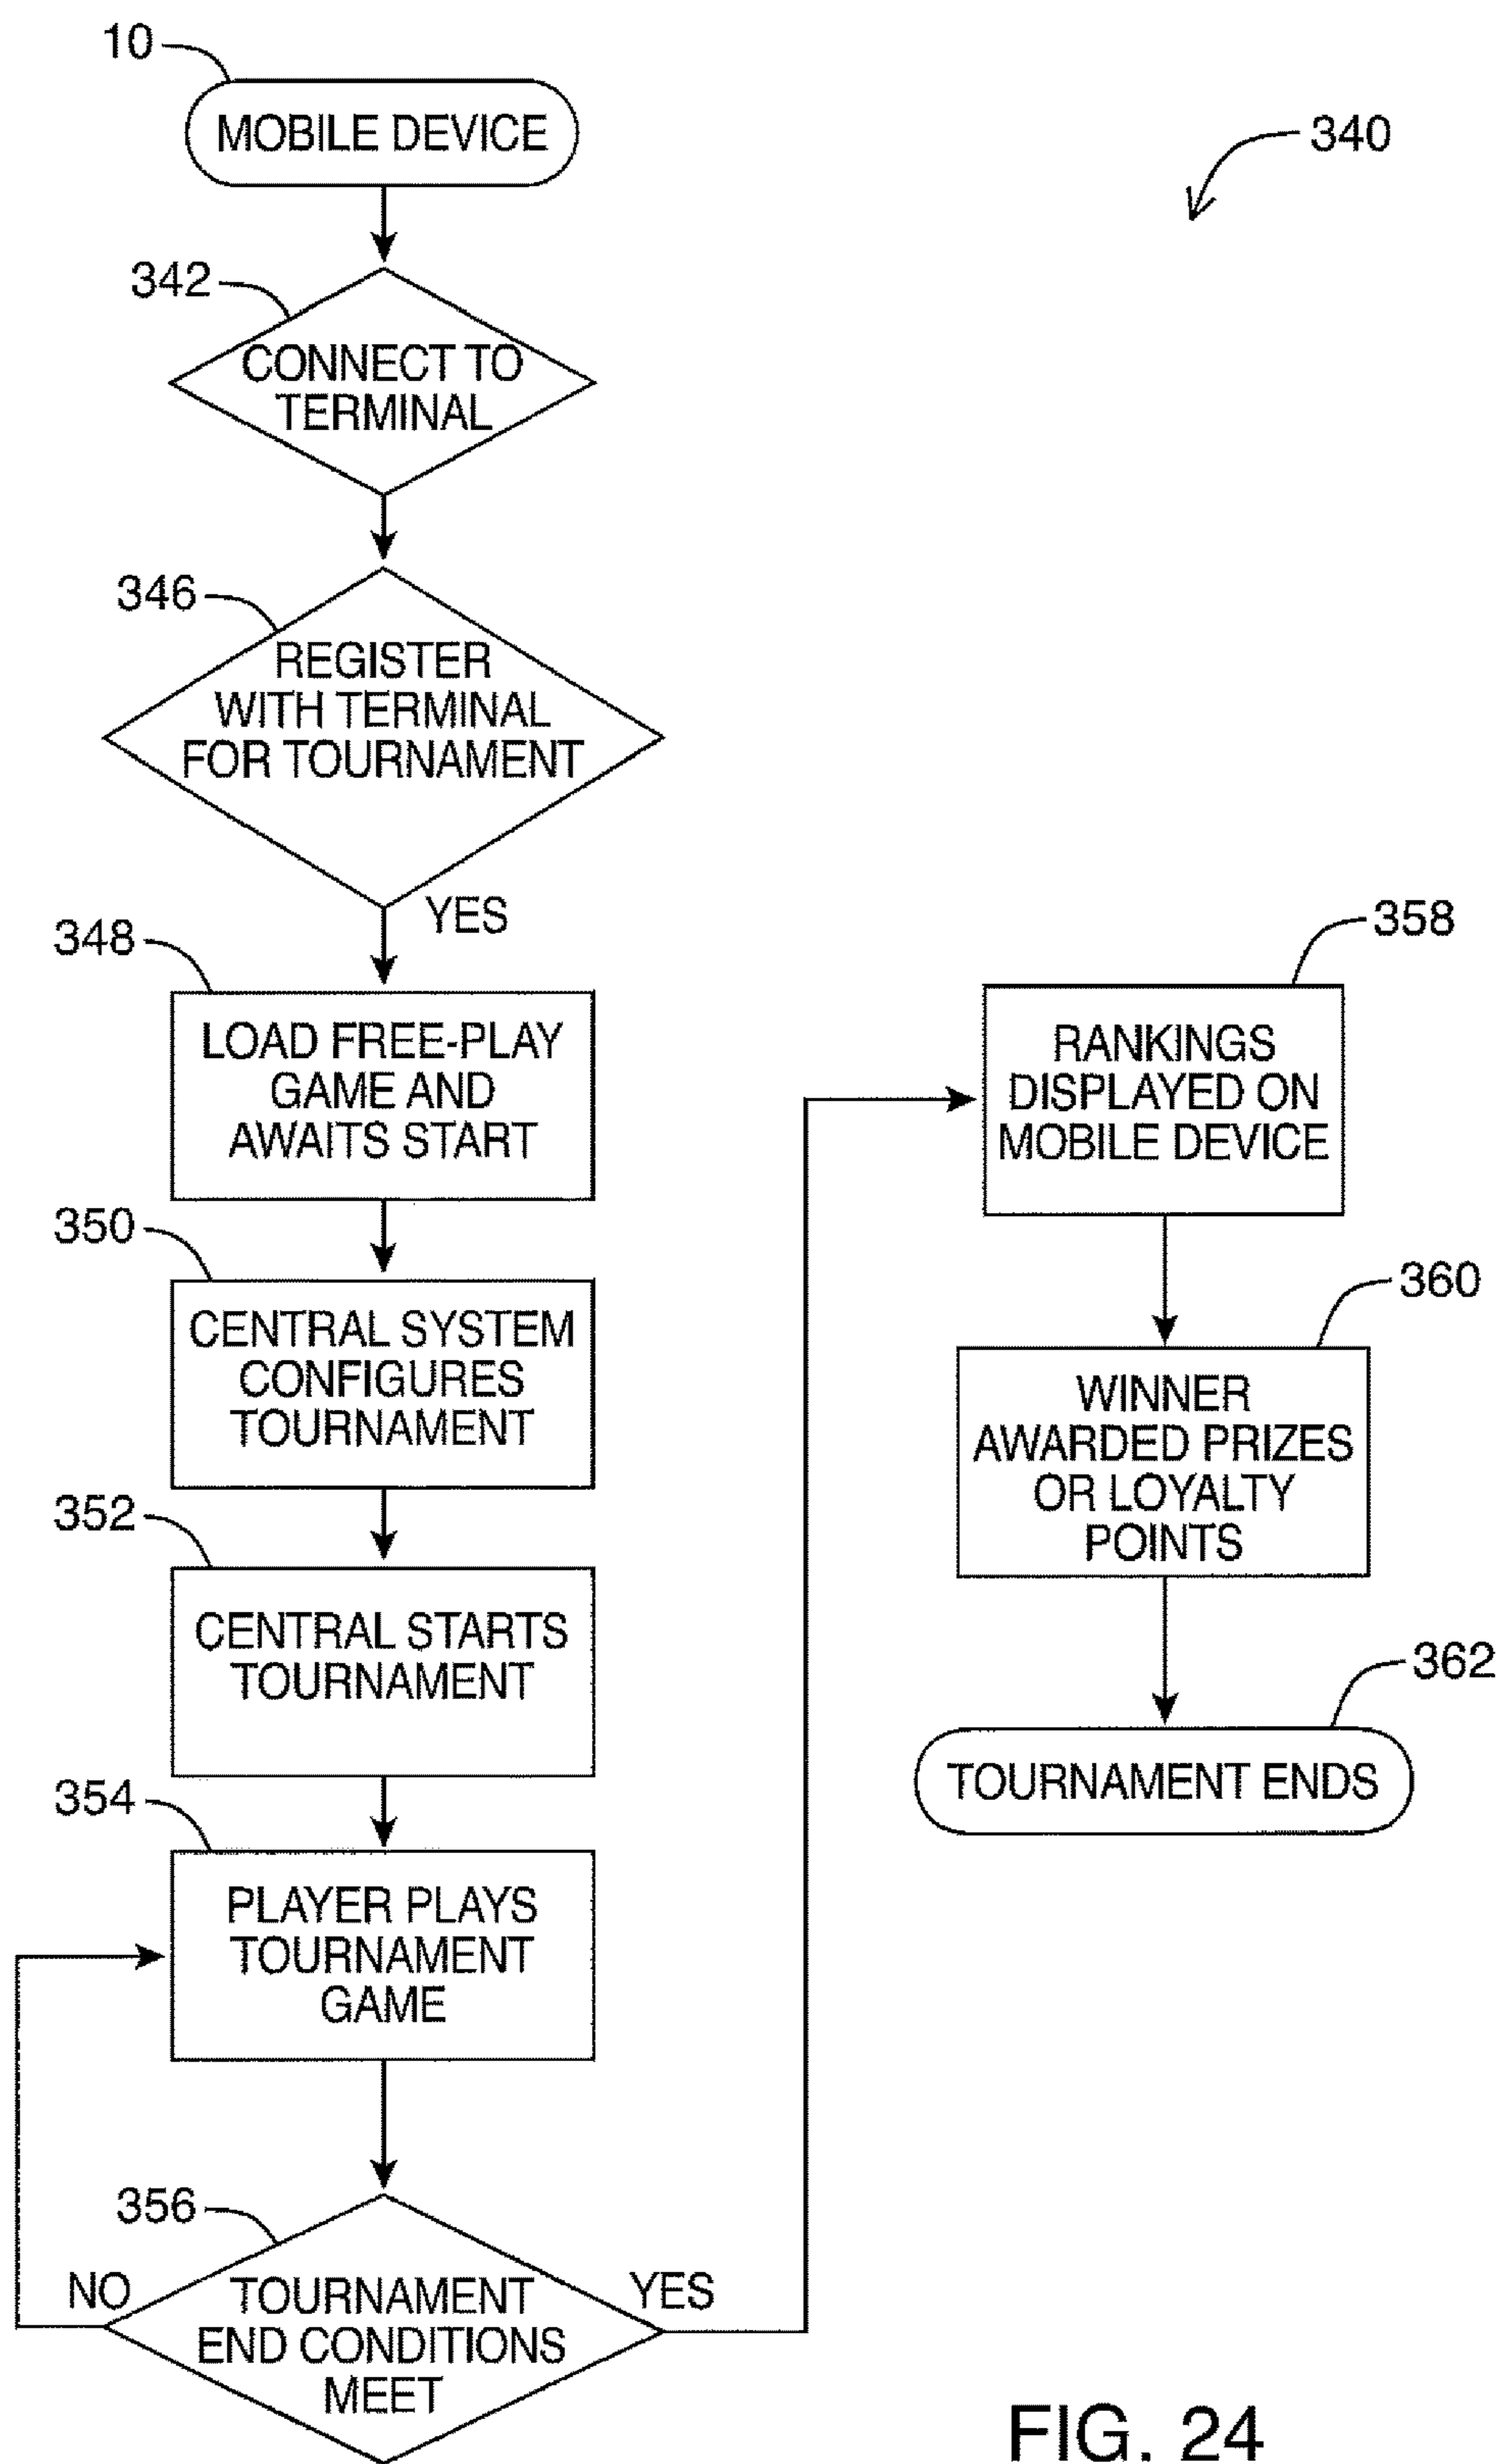 10
MOBILE DEVICE
340
342
CONNECT TO
TERMINAL
346
REGISTER
WITH TERMINAL
FOR TOURNAMENT
YES
348
LOAD FREE-PLAY
GAME AND
AWAITS START
350
CENTRAL SYSTEM
CONFIGURES
TOURNAMENT
352
CENTRAL STARTS
TOURNAMENT
354
PLAYER PLAYS
TOURNAMENT
GAME
356
NO
TOURNAMENT
END CONDITIONS
MEET
YES
358
RANKINGS
DISPLAYED ON
MOBILE DEVICE
360
WINNER
AWARDED PRIZES
OR LOYALTY
POINTS
362
TOURNAMENT ENDS
FIG. 24